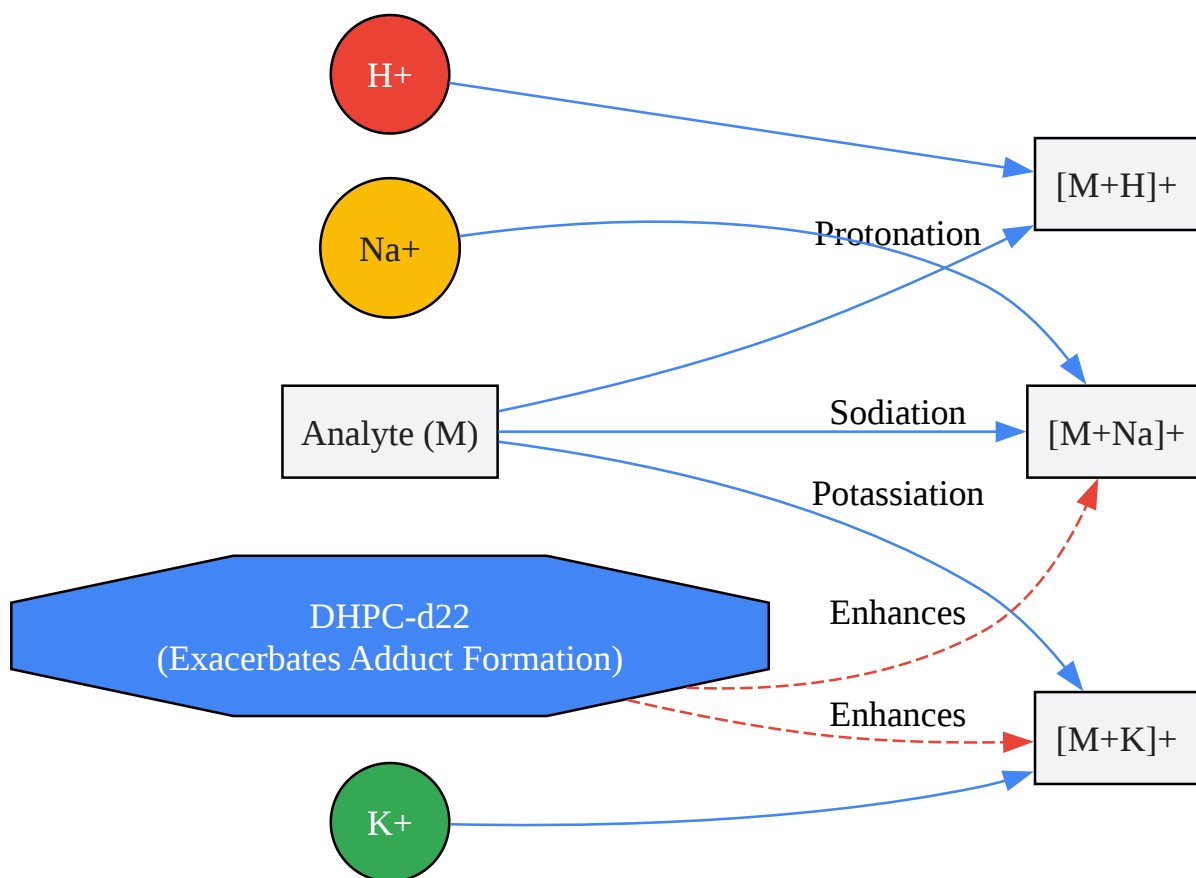 H+
[M+H]+
Na+
Protonation
Analyte (M)
Sodiation
[M+Na]+
Potassiation
DHPC-d22
(Exacerbates Adduct Formation)
Enhances
Enhances
[M+K]+
K+